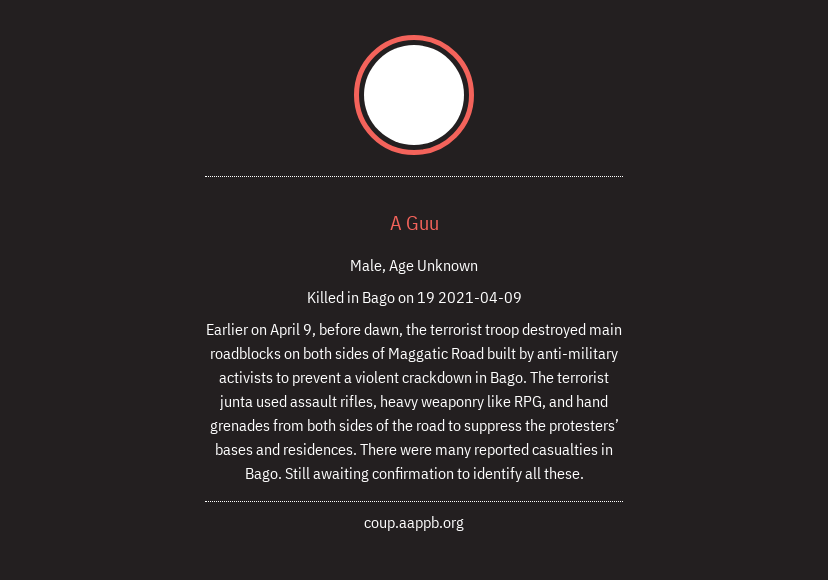 A Guu
Male, Age Unknown
Killed in Bago on 19 2021-04-09
Earlier on April 9, before dawn, the terrorist troop destroyed main
roadblocks on both sides of Maggatic Road built by anti-military
activists to prevent a violent crackdown in Bago. The terrorist
junta used assault rifles, heavy weaponry like RPG, and hand
grenades from both sides of the road to suppress the protesters’
bases and residences. There were many reported casualties in
Bago. Still awaiting confirmation to identify all these.
coup.aappb.org